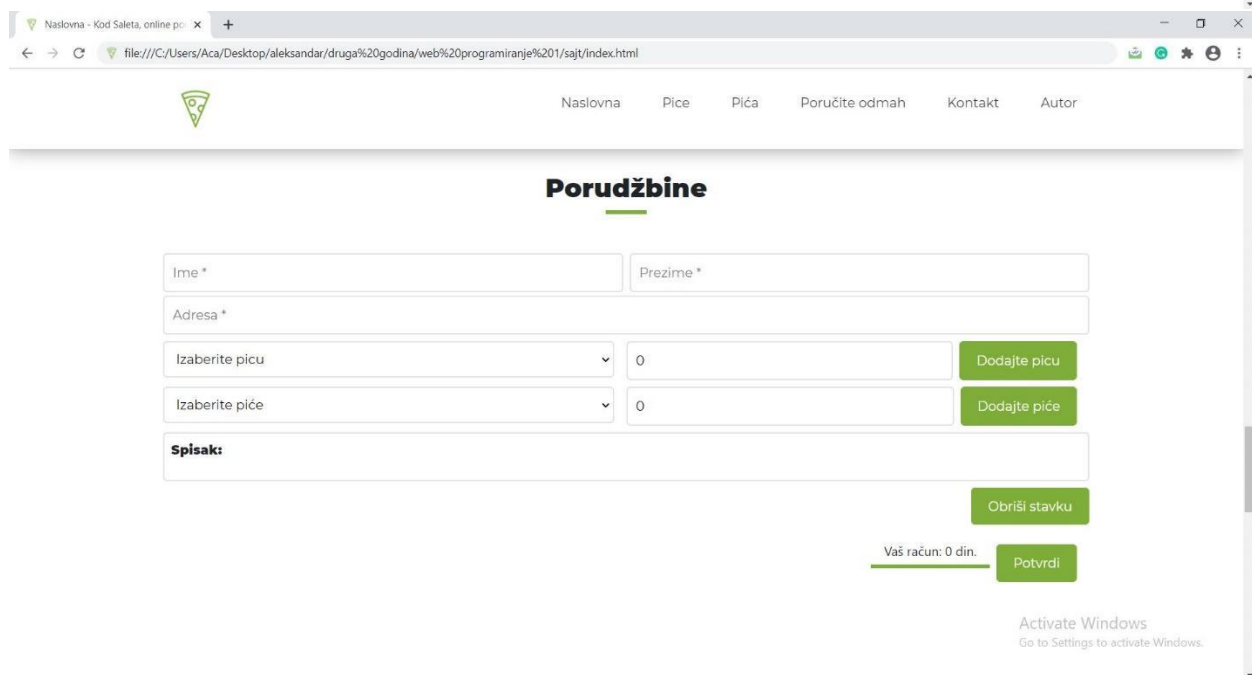 Naslovna - Kod Saleta, online po
file:///C:/Users/Aca/Desktop/aleksandar/druga%20godina/web%20programiranje%201/sajt/index.html
Naslovna Pice Pića Poručite odmah Kontakt Autor
Porudžbine
Ime * Prezime *
Adresa *
Izaberite picu 0 Dodajte picu
Izaberite piće 0 Dodajte piće
Spisak:
Obriši stavku
Vaš račun: 0 din. Potvrdi
Activate Windows
Go to Settings to activate Windows.